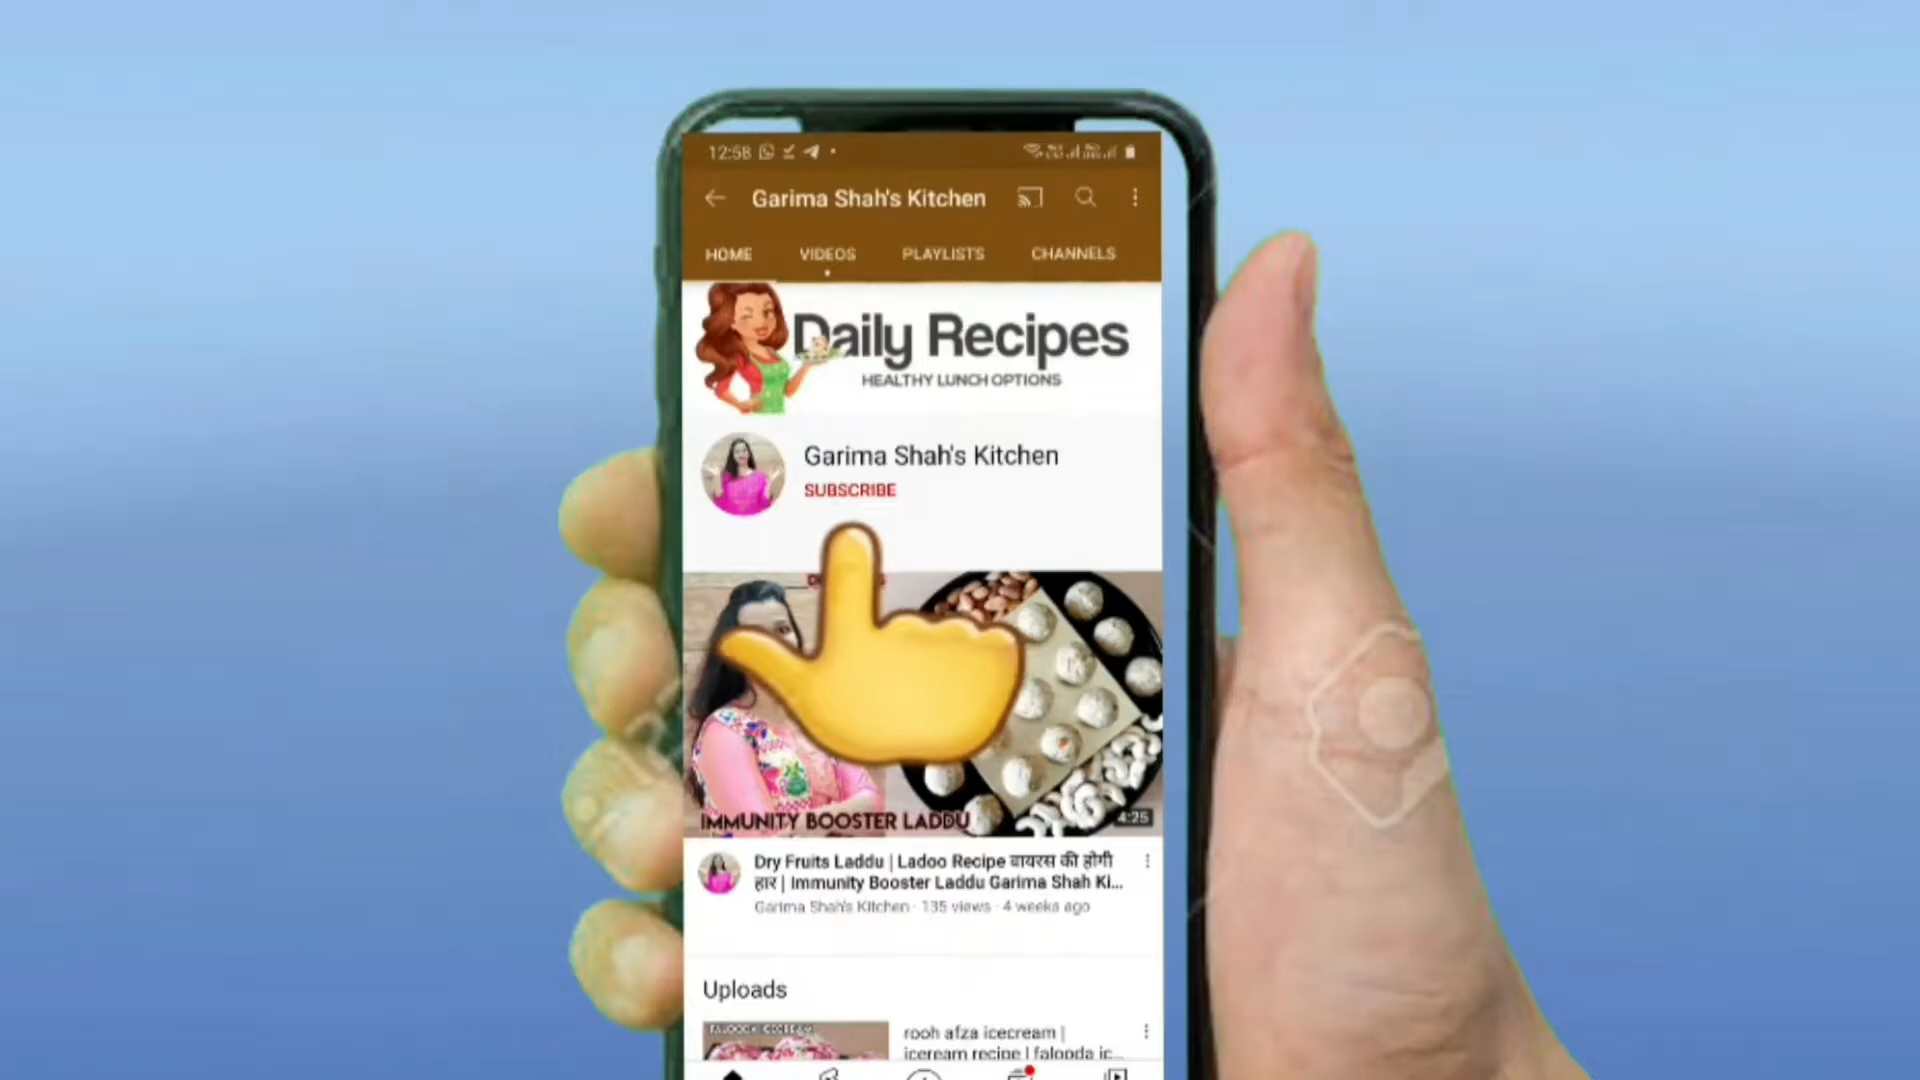 12:58
Garima Shah's Kitchen
HOME VIDEOS PLAYLISTS CHANNELS
Daily Recipes
HEALTHY LUNCH OPTIONS
Garima Shah's Kitchen
SUBSCRIBE
IMMUNITY BOOSTER LADDU
4:25
Dry Fruits Laddu | Ladoo Recipe वायरस की होगी
हार | Immunity Booster Laddu Garima Shah Ki...
Garima Shah's Kitchen · 135 views · 4 weeks ago
Uploads
rooh afza icecream |
iceream recipe | falooda ic...